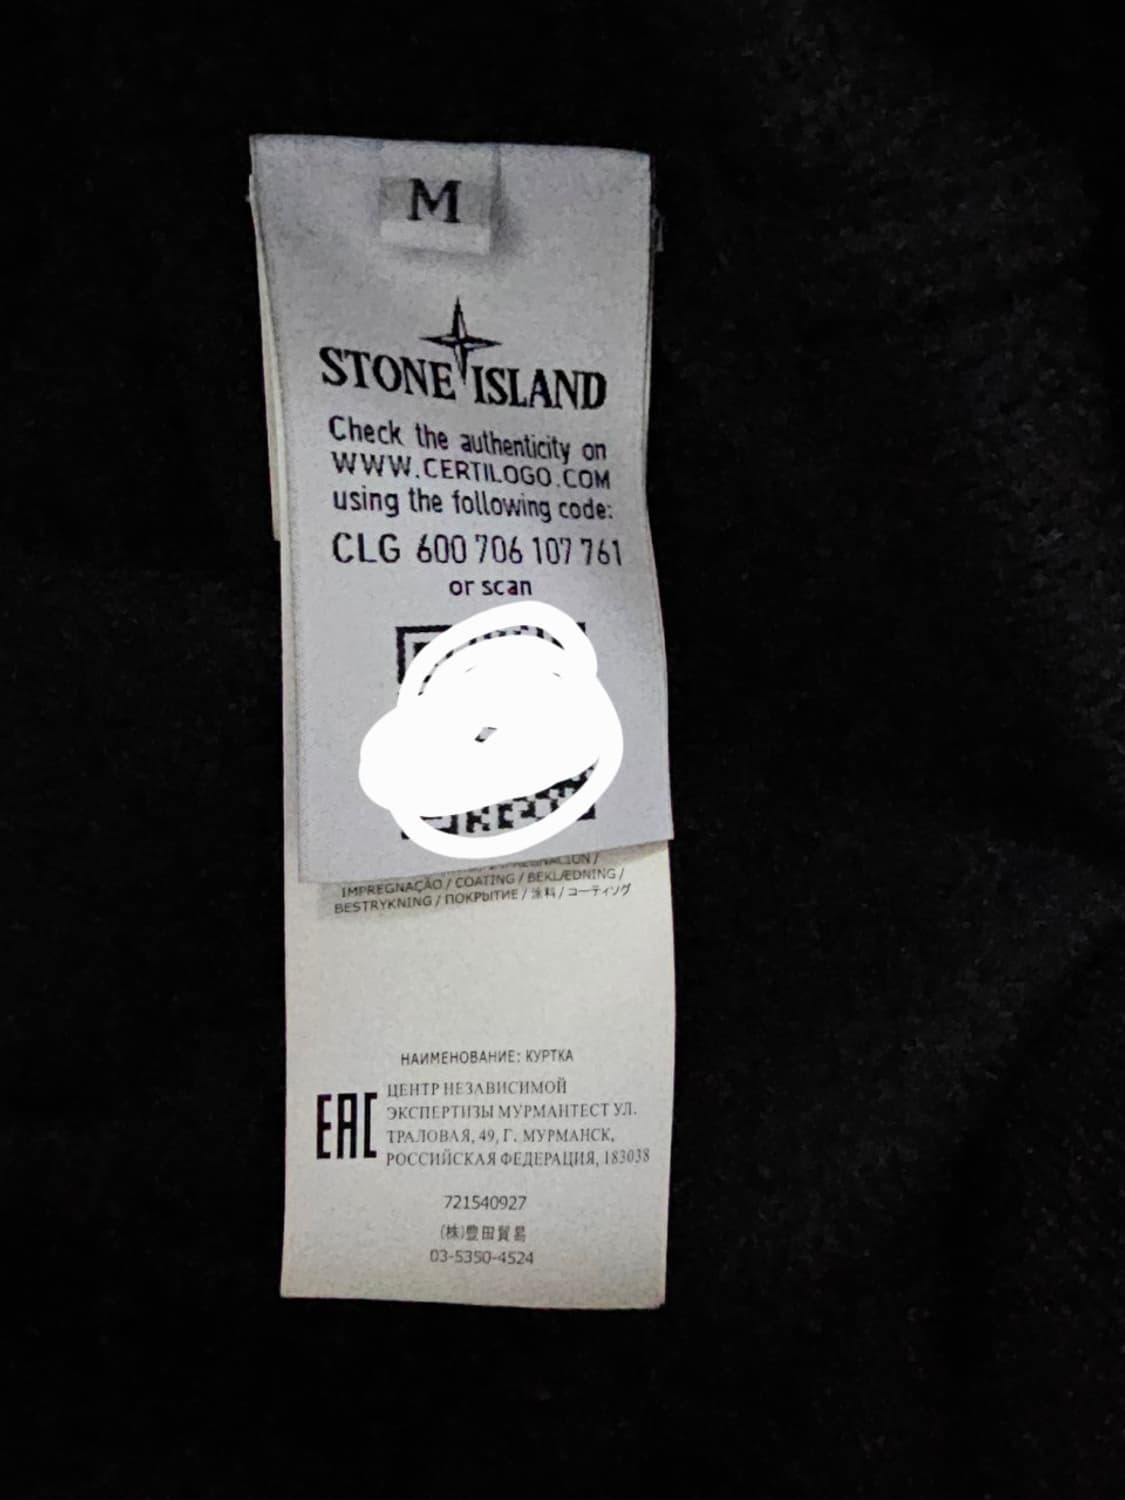 M
STONE ISLAND
Check the authenticity on
WWW.CERTILOGO.COM
using the following code:
CLG 600 706 107 761
or scan
IMPREGNAÇÃO / COATING / BEKLÆDNING /
BESTRYKNING / ПОКРЫТИЕ / 涂料 / コーティング
НАИМЕНОВАНИЕ: КУРТКА
EAC
ЦЕНТР НЕЗАВИСИМОЙ
ЭКСПЕРТИЗЫ МУРМАНТЕСТ УЛ.
ТРАЛОВАЯ, 49, Г. МУРМАНСК,
РОССИЙСКАЯ ФЕДЕРАЦИЯ, 183038
721540927
(株)豊田貿易
03-5350-4524